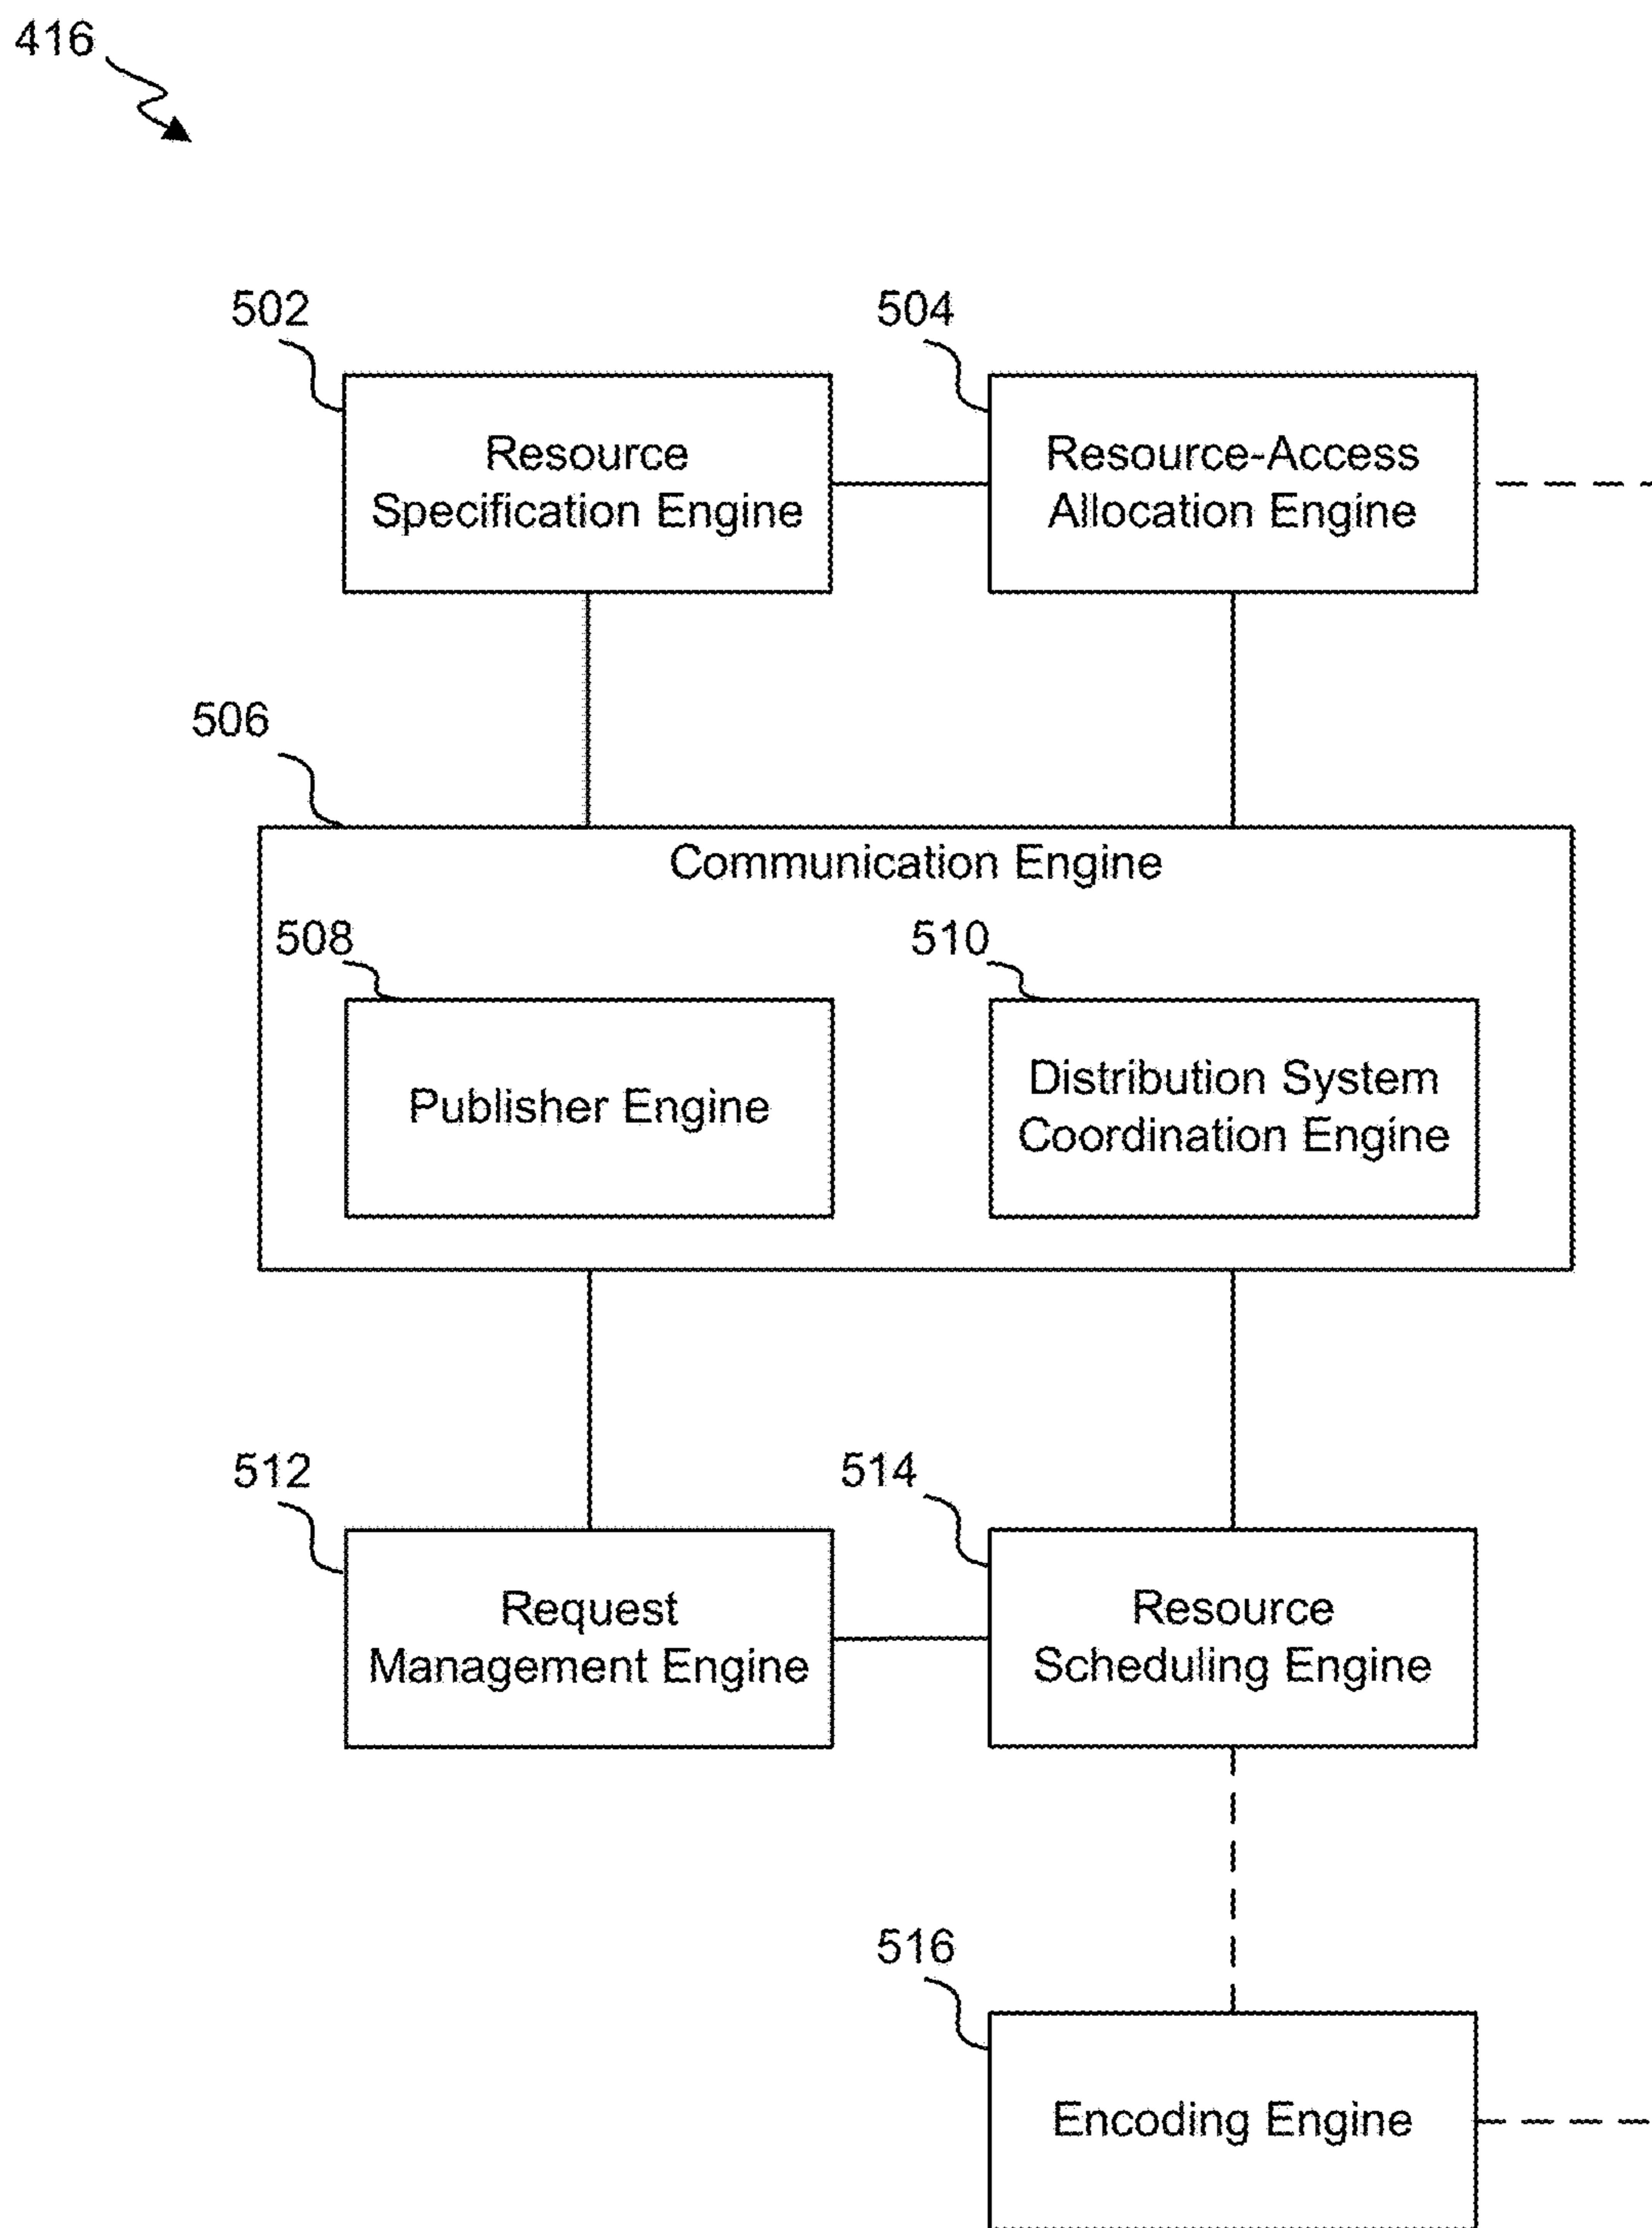 416
502
504
Resource
Specification Engine
Resource-Access
Allocation Engine
506
Communication Engine
508
510
Publisher Engine
Distribution System
Coordination Engine
512
514
Request
Management Engine
Resource
Scheduling Engine
516
Encoding Engine